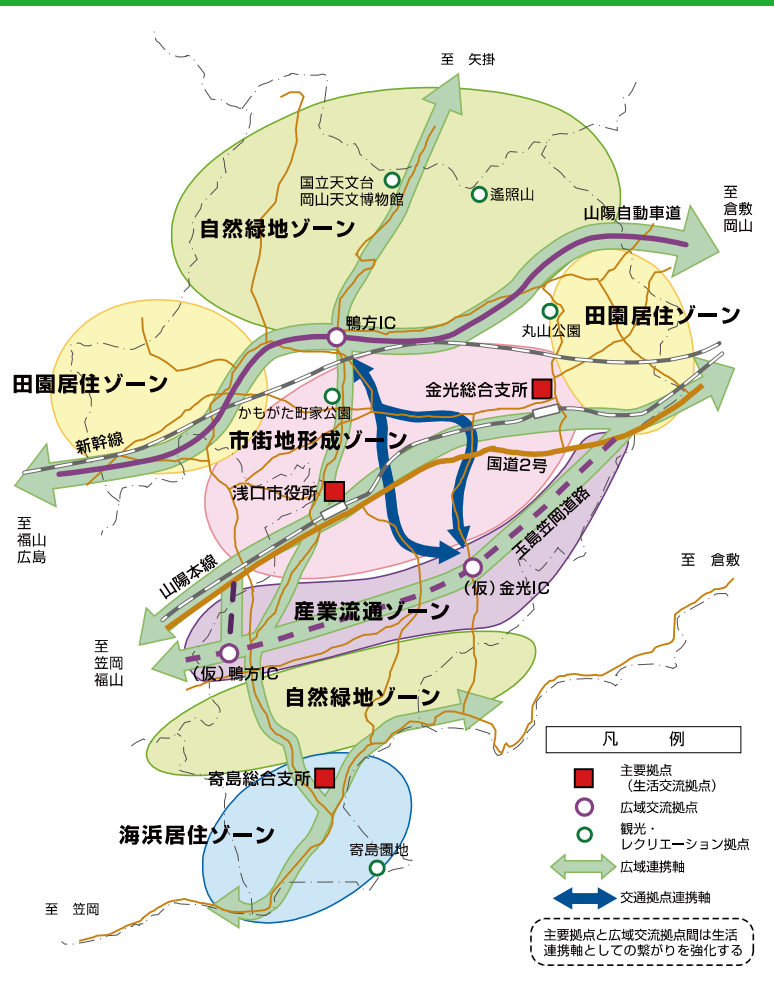 至　矢掛
国立天文台
岡山天文博物館
遙照山
自然緑地ゾーン
山陽自動車道
至
倉敷
岡山
鴨方IC
丸山公園
田園居住ゾーン
田園居住ゾーン
金光総合支所
かもがた町家公園
新幹線
市街地形成ゾーン
国道2号
浅口市役所
至
福山
広島
玉島笠岡道路
山陽本線
（仮）金光IC
至　倉敷
産業流通ゾーン
至
笠岡
福山
（仮）鴨方IC
自然緑地ゾーン
寄島総合支所
海浜居住ゾーン
寄島園地
至　笠岡
凡　例
主要拠点
（生活交流拠点）
広域交流拠点
観光・
レクリエーション拠点
広域連携軸
交通拠点連携軸
主要拠点と広域交流拠点間は生活
連携軸としての繋がりを強化する